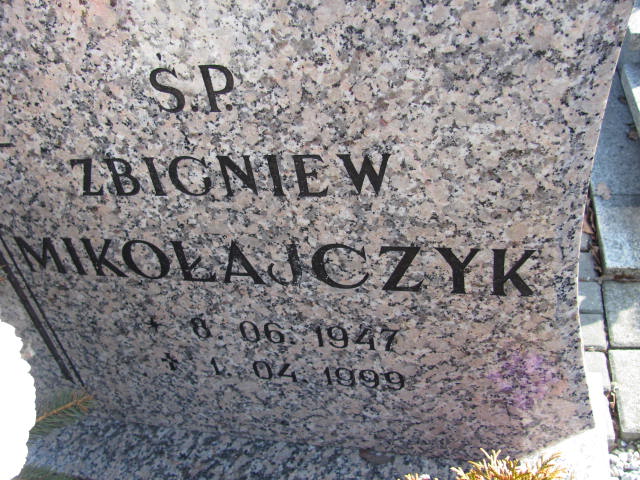 Ś.P.
ZBIGNIEW
MIKOŁAJCZYK
* 8. 06. 1947
† 1. 04. 1999